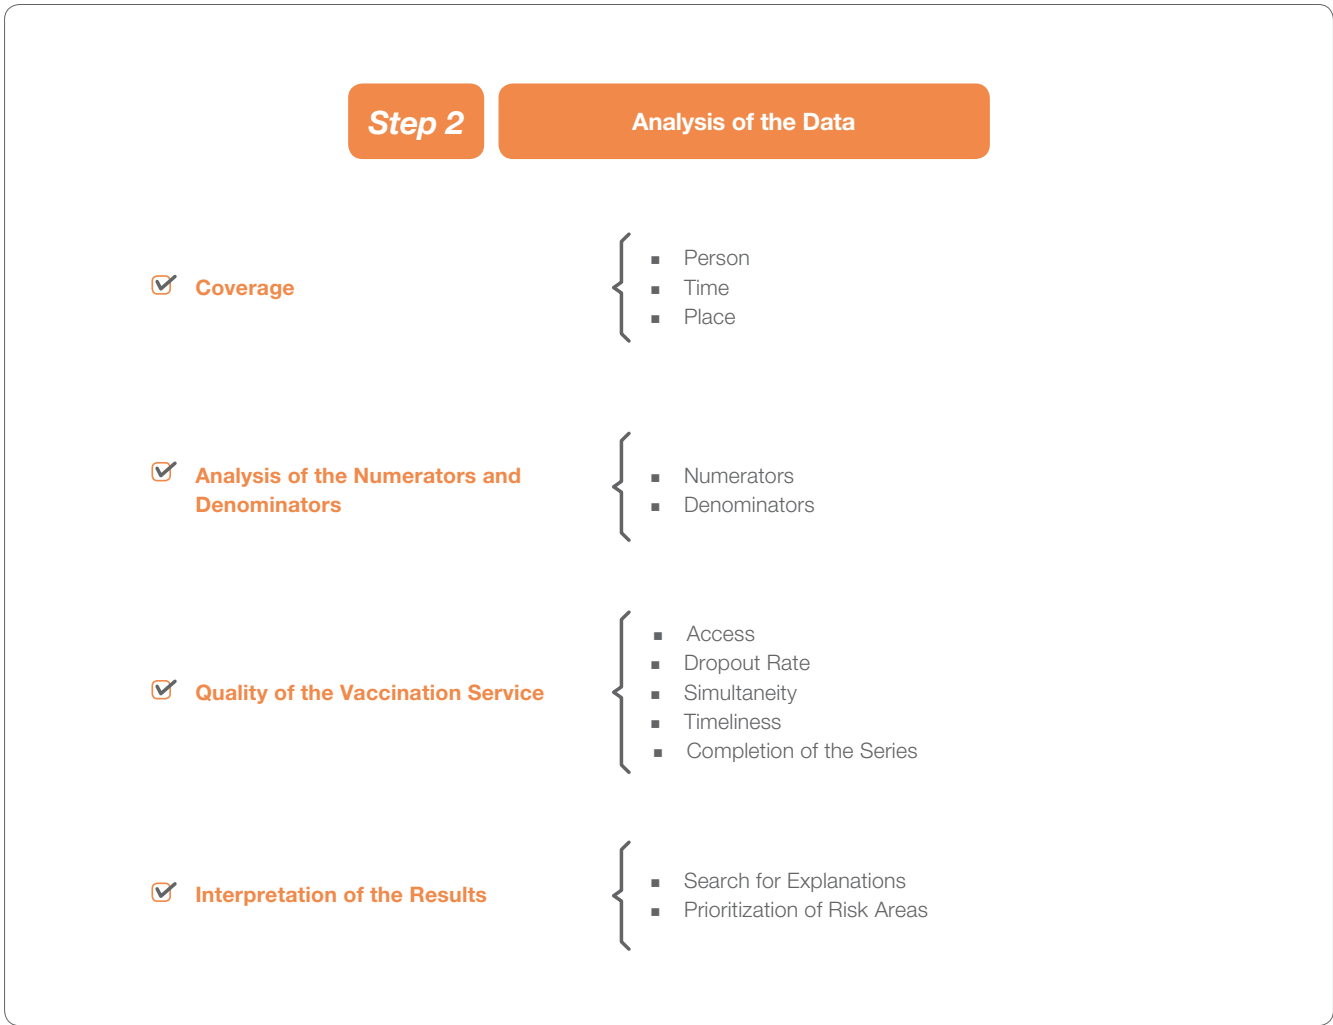 Step 2
Analysis of the Data
Coverage
■ Person
■ Time
■ Place
Analysis of the Numerators and
Denominators
■ Numerators
■ Denominators
Quality of the Vaccination Service
■ Access
■ Dropout Rate
■ Simultaneity
■ Timeliness
■ Completion of the Series
Interpretation of the Results
■ Search for Explanations
■ Prioritization of Risk Areas